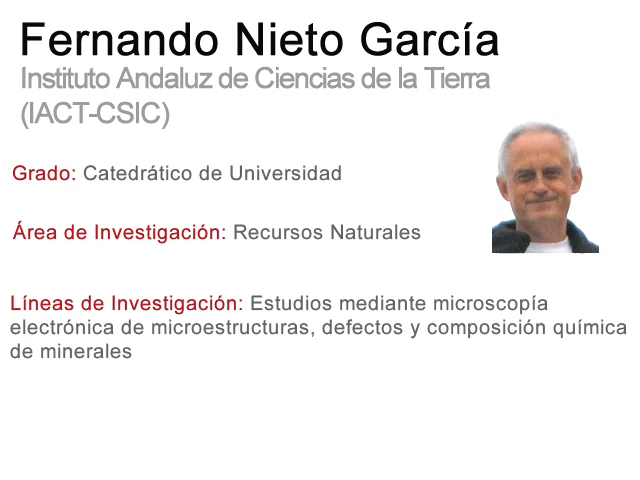 Fernando Nieto García
Instituto Andaluz de Ciencias de la Tierra
(IACT-CSIC)
Grado: Catedrático de Universidad
Área de Investigación: Recursos Naturales
Líneas de Investigación: Estudios mediante microscopía
electrónica de microestructuras, defectos y composición química
de minerales